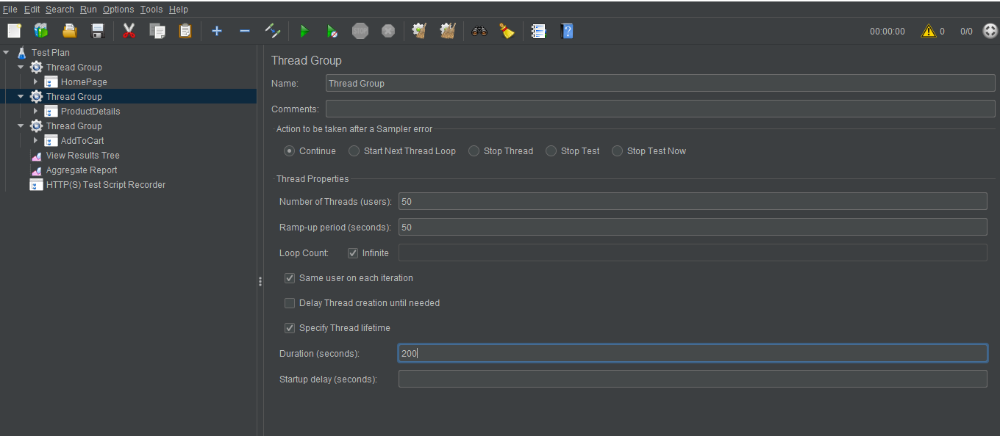 File Edit Search Run Options Tools Help
STOP
00:00:00 0 0/0
Test Plan
Thread Group
HomePage
Thread Group
ProductDetails
Thread Group
AddToCart
View Results Tree
Aggregate Report
HTTP(S) Test Script Recorder
Thread Group
Name: Thread Group
Comments:
Action to be taken after a Sampler error
Continue Start Next Thread Loop Stop Thread Stop Test Stop Test Now
Thread Properties
Number of Threads (users): 50
Ramp-up period (seconds): 50
Loop Count: Infinite
Same user on each iteration
Delay Thread creation until needed
Specify Thread lifetime
Duration (seconds): 200
Startup delay (seconds):